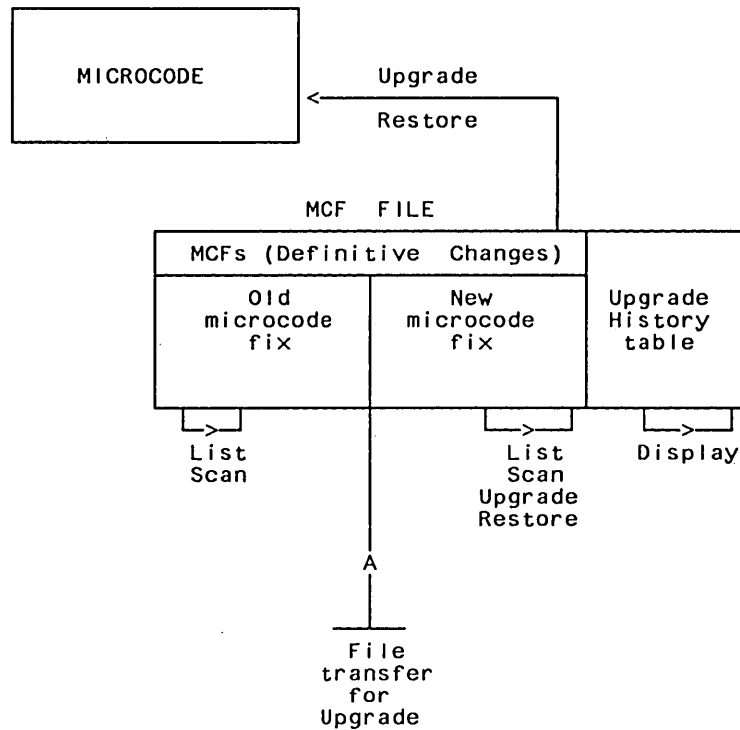 MICROCODE
Upgrade
<
Restore
MCF FILE
MCFs (Definitive Changes)
Old
microcode
fix
New
microcode
fix
Upgrade
History
table
>
List
Scan
>
List
Scan
Upgrade
Restore
>
Display
A
File
transfer
for
Upgrade